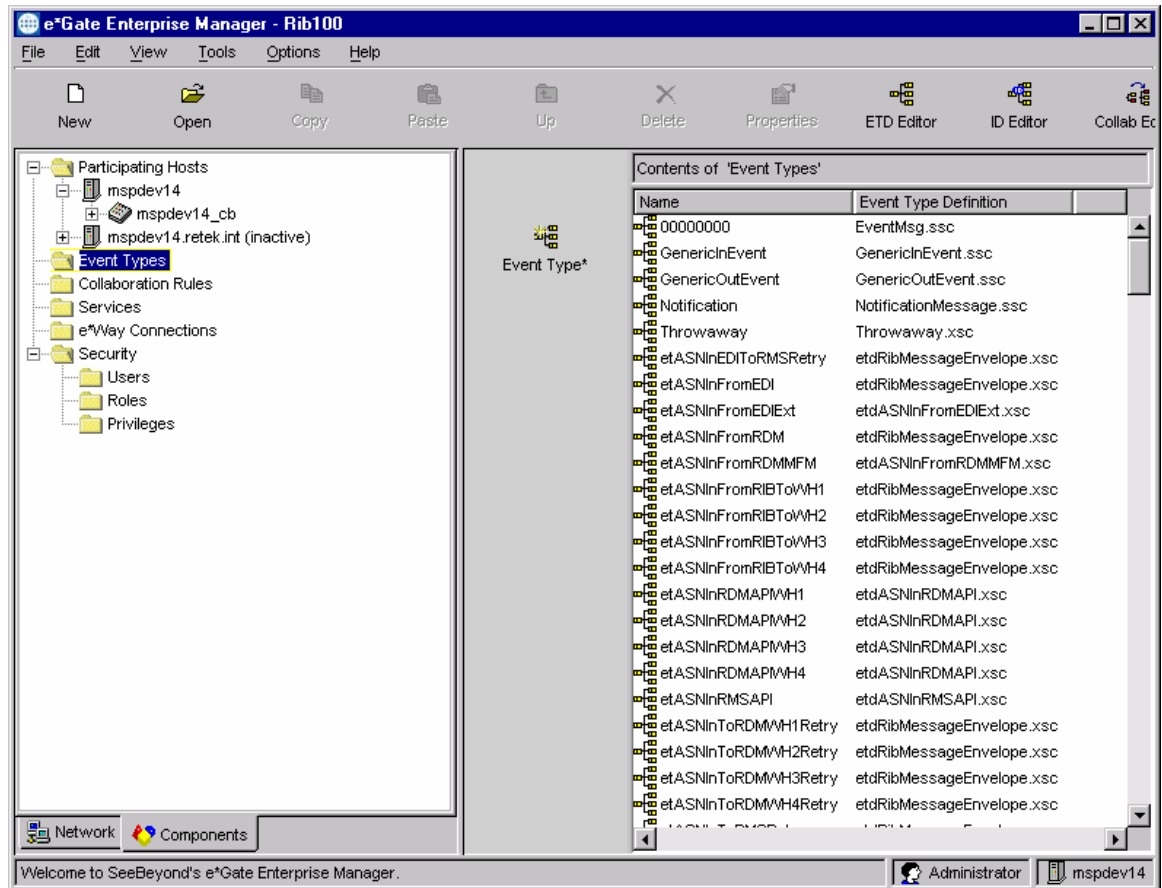 e*Gate Enterprise Manager - Rib100
File Edit View Tools Options Help
New Open Copy Paste Up Delete Properties ETD Editor ID Editor Collab Ed
Participating Hosts
mspdev14
mspdev14_cb
mspdev14.retek.int (inactive)
Event Types
Collaboration Rules
Services
e*Way Connections
Security
Users
Roles
Privileges
Network Components
Event Type*
Contents of 'Event Types'
Name Event Type Definition
00000000 EventMsg.ssc
GenericInEvent GenericInEvent.ssc
GenericOutEvent GenericOutEvent.ssc
Notification NotificationMessage.ssc
Throwaway Throwaway.xsc
etASNInEDIToRMSRetry etdRibMessageEnvelope.xsc
etASNInFromEDI etdRibMessageEnvelope.xsc
etASNInFromEDIExt etdASNInFromEDIExt.xsc
etASNInFromRDM etdRibMessageEnvelope.xsc
etASNInFromRDMMFM etdASNInFromRDMMFM.xsc
etASNInFromRIBToWH1 etdRibMessageEnvelope.xsc
etASNInFromRIBToWH2 etdRibMessageEnvelope.xsc
etASNInFromRIBToWH3 etdRibMessageEnvelope.xsc
etASNInFromRIBToWH4 etdRibMessageEnvelope.xsc
etASNInRDMAPIWH1 etdASNInRDMAPI.xsc
etASNInRDMAPIWH2 etdASNInRDMAPI.xsc
etASNInRDMAPIWH3 etdASNInRDMAPI.xsc
etASNInRDMAPIWH4 etdASNInRDMAPI.xsc
etASNInRMSAPI etdASNInRMSAPI.xsc
etASNInToRDMWH1Retry etdRibMessageEnvelope.xsc
etASNInToRDMWH2Retry etdRibMessageEnvelope.xsc
etASNInToRDMWH3Retry etdRibMessageEnvelope.xsc
etASNInToRDMWH4Retry etdRibMessageEnvelope.xsc
Welcome to SeeBeyond's e*Gate Enterprise Manager. Administrator mspdev14